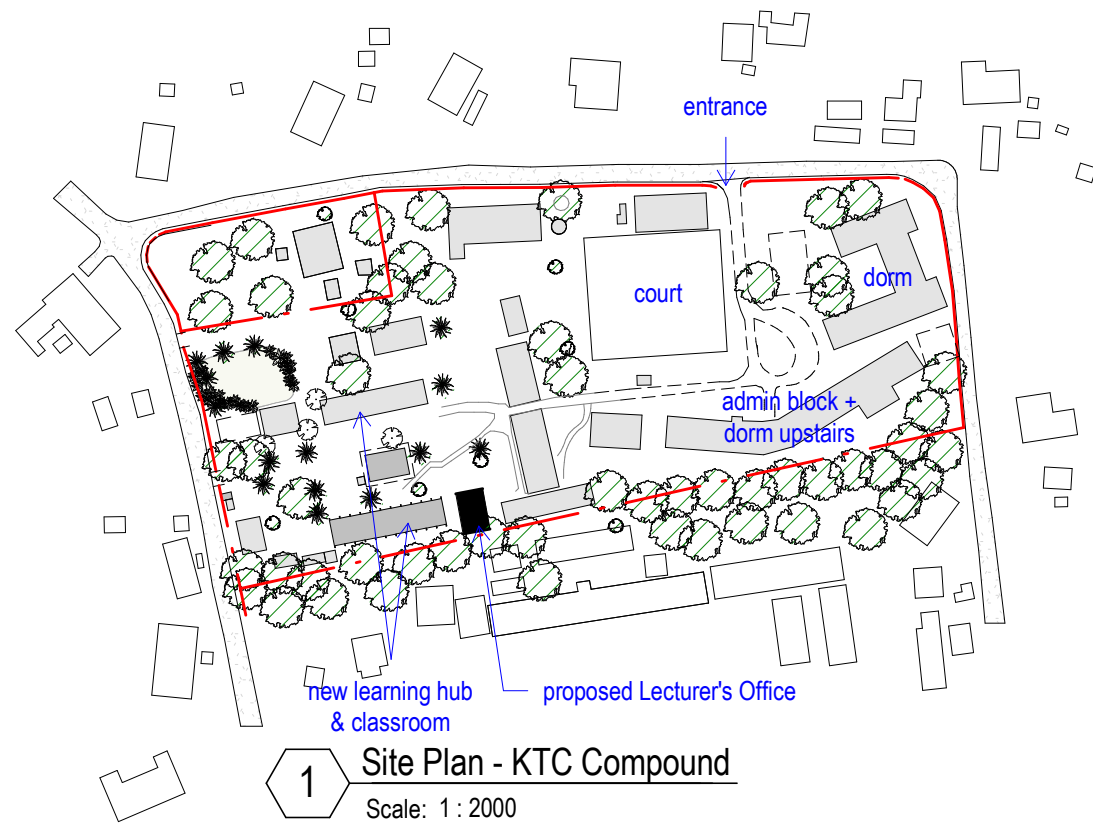 entrance
court
dorm
admin block +
dorm upstairs
new learning hub
& classroom
proposed Lecturer's Office
1
Site Plan - KTC Compound
Scale: 1 : 2000